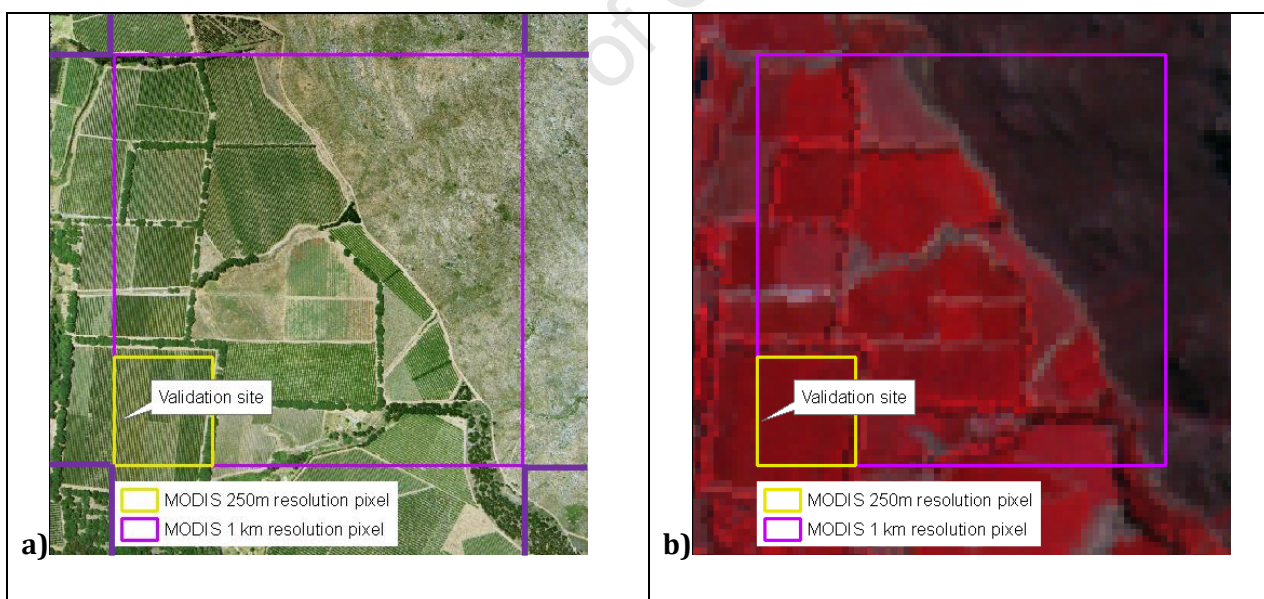 of C
Validation site
MODIS 250m resolution pixel
MODIS 1 km resolution pixel
a)
Validation site
MODIS 250m resolution pixel
MODIS 1 km resolution pixel
b)